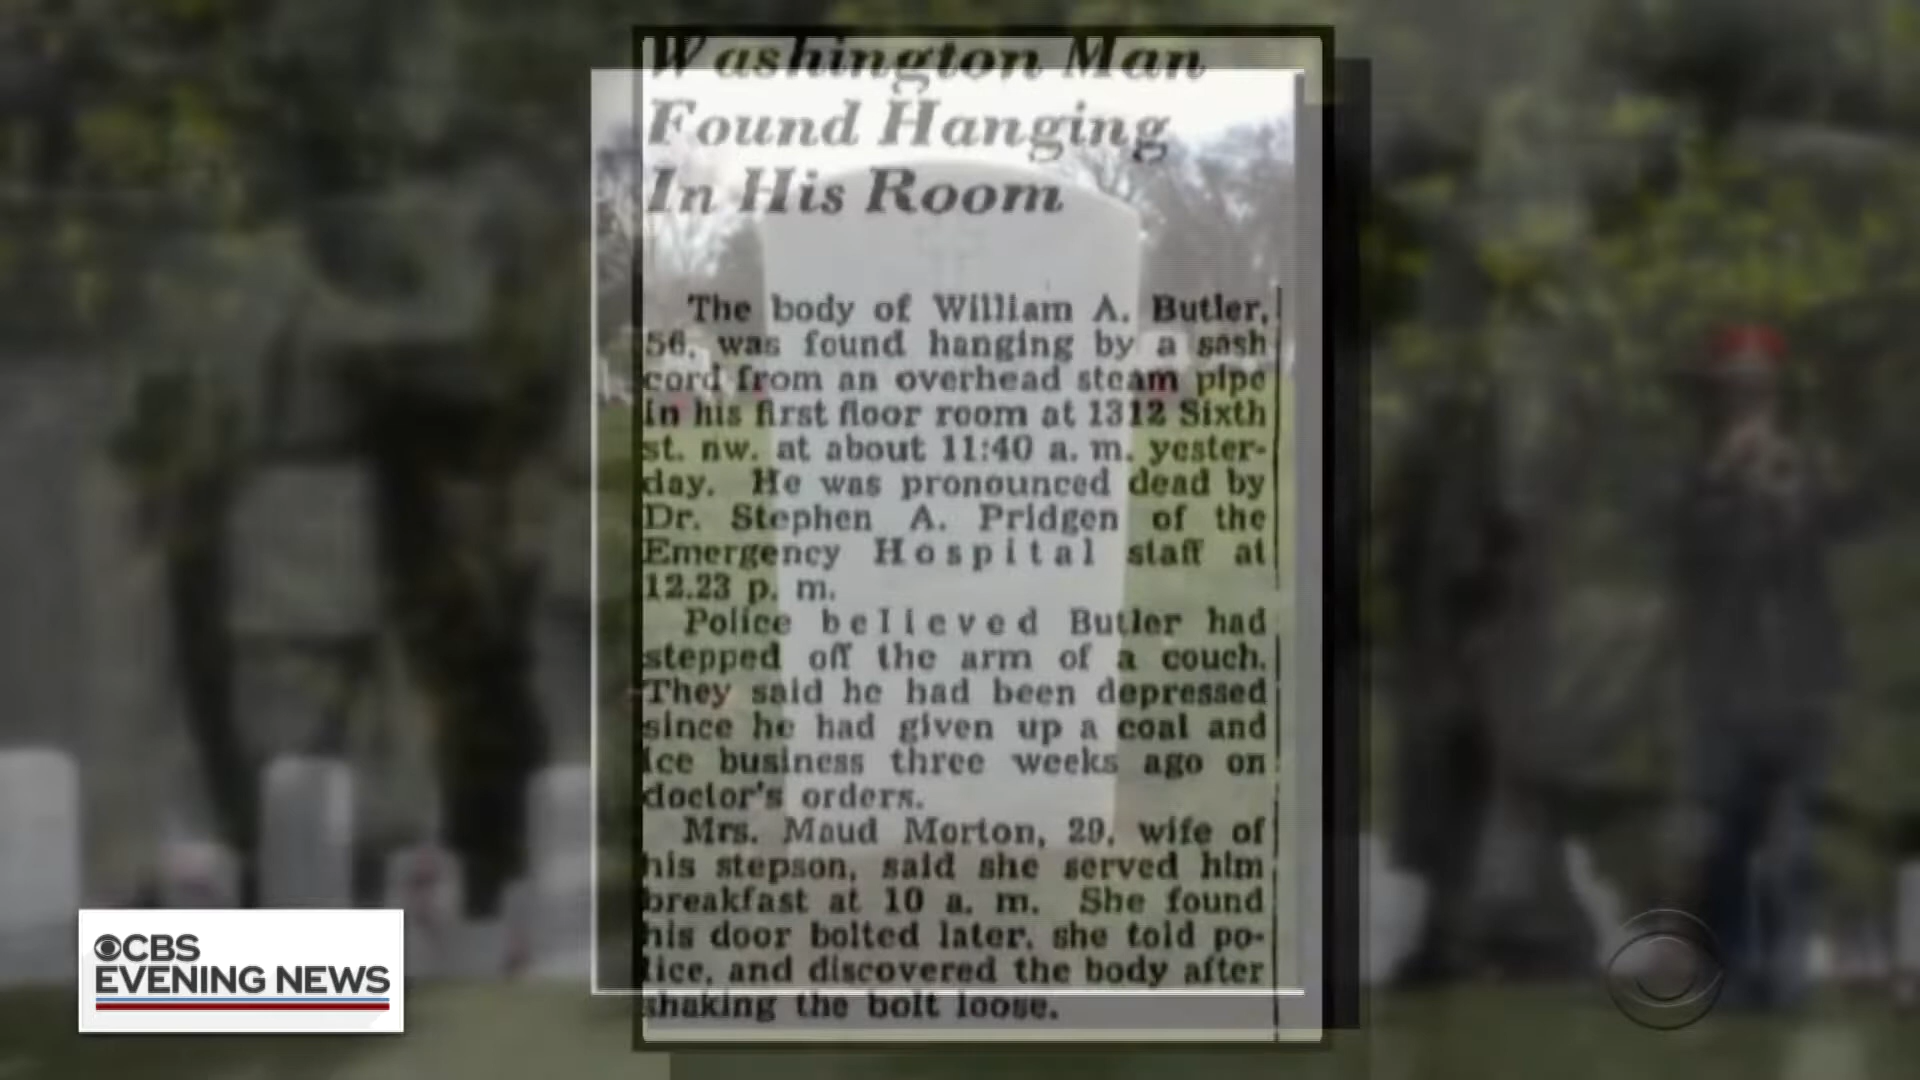 Washington Man
Found Hanging
In His Room
The body of William A. Butler,
56, was found hanging by a sash
cord from an overhead steam pipe
in his first floor room at 1312 Sixth
st. nw. at about 11:40 a. m. yester-
day. He was pronounced dead by
Dr. Stephen A. Pridgen of the
Emergency Hospital staff at
12.23 p. m.
Police believed Butler had
stepped off the arm of a couch.
They said he had been depressed
since he had given up a coal and
ice business three weeks ago on
doctor's orders.
Mrs. Maud Morton, 29, wife of
his stepson, said she served him
breakfast at 10 a. m. She found
his door bolted later, she told po-
lice, and discovered the body after
shaking the bolt loose.
CBS
EVENING NEWS